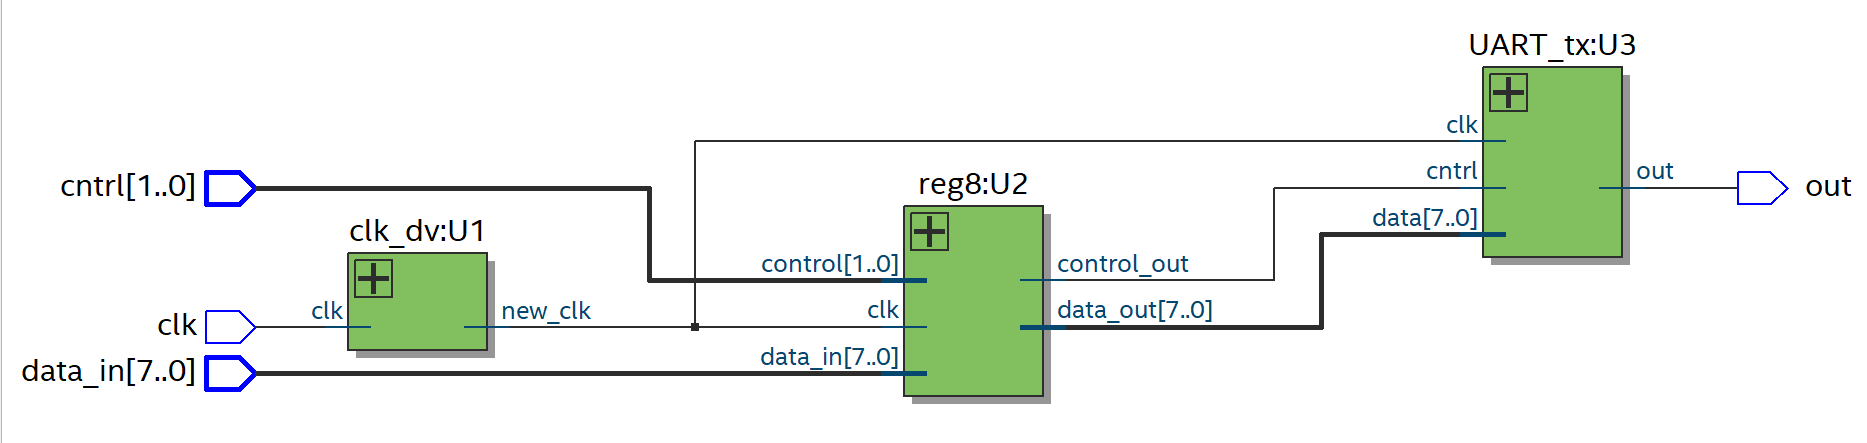 UART_tx:U3
clk
cntrl
data[7..0]
out
out
cntrl[1..0]
reg8:U2
control[1..0]
clk
data_in[7..0]
control_out
data_out[7..0]
clk_dv:U1
clk
new_clk
clk
data_in[7..0]